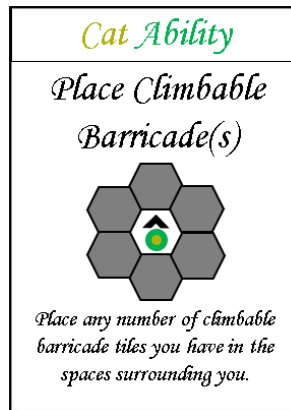 Cat Ability
Place Climbable
Barricade(s)
Place any number of climbable
barricade tiles you have in the
spaces surrounding you.